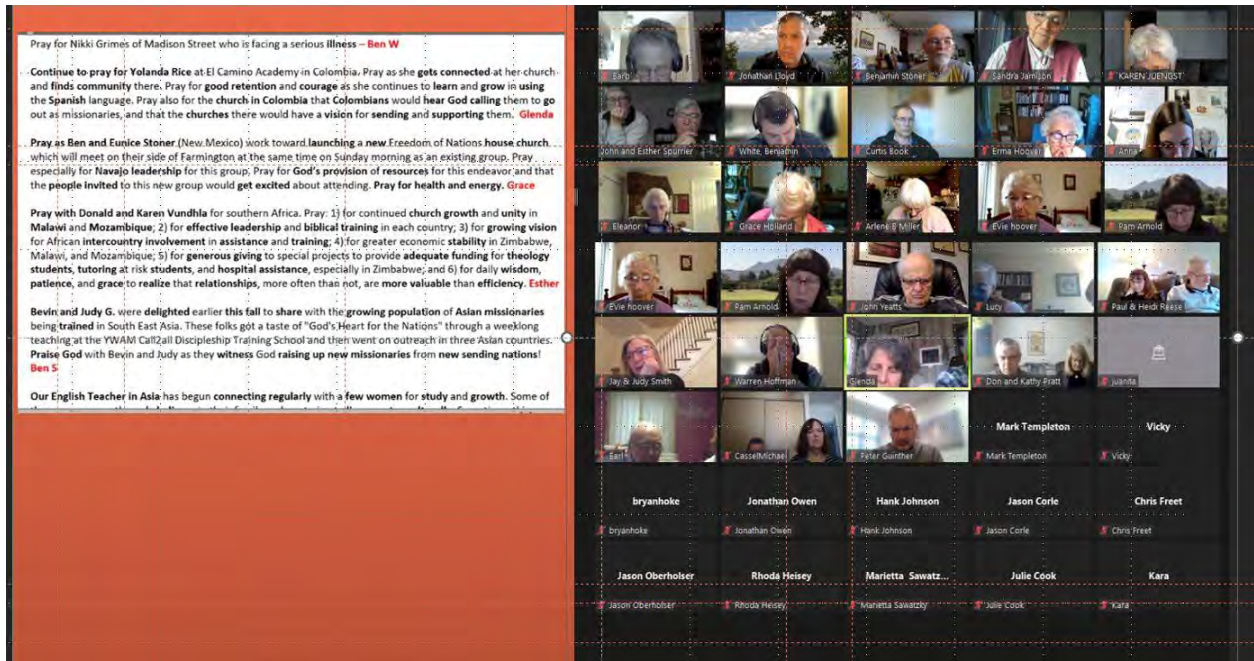 Pray for Nikki Grimes of Madison Street who is facing a serious illness – Ben W
Continue to pray for Yolanda Rice at El Camino Academy in Colombia. Pray as she gets connected at her church
and finds community there. Pray for good retention and courage as she continues to learn and grow in using
the Spanish language. Pray also for the church in Colombia that Colombians would hear God calling them to go
out as missionaries, and that the churches there would have a vision for sending and supporting them. Glenda
Pray as Ben and Eunice Stoner (New Mexico) work toward launching a new Freedom of Nations house church
which will meet on their side of Farmington at the same time on Sunday morning as an existing group. Pray
especially for Navajo leadership for this group. Pray for God's provision of resources for this endeavor and that
the people invited to this new group would get excited about attending. Pray for health and energy. Grace
Pray with Donald and Karen Vundhla for southern Africa. Pray: 1) for continued church growth and unity in
Malawi and Mozambique; 2) for effective leadership and biblical training in each country; 3) for growing vision
for African intercountry involvement in assistance and training; 4) for greater economic stability in Zimbabwe,
Malawi, and Mozambique; 5) for generous giving to special projects to provide adequate funding for theology
students, tutoring at risk students, and hospital assistance, especially in Zimbabwe; and 6) for daily wisdom,
patience, and grace to realize that relationships, more often than not, are more valuable than efficiency. Esther
Bevin and Judy G. were delighted earlier this fall to share with the growing population of Asian missionaries
being trained in South East Asia. These folks got a taste of "God's Heart for the Nations" through a weeklong
teaching at the YWAM Call2all Discipleship Training School and then went on outreach in three Asian countries.
Praise God with Bevin and Judy as they witness God raising up new missionaries from new sending nations!
Ben S
Our English Teacher in Asia has begun connecting regularly with a few women for study and growth. Some of
Barb
Jonathan Lloyd
Benjamin Stoner
Sandra Jamison
KAREN JUENGST
John and Esther Spurrier
White, Benjamin
Curtis Book
Erma Hoover
Anna
Eleanor
Grace Holland
Arlene B Miller
Evie hoover
Pam Arnold
Evie hoover
Pam Arnold
John Yeatts
Lucy
Paul & Heidi Reese
Jay & Judy Smith
Warren Hoffman
Glenda
Don and Kathy Pratt
juanita
Earl
CasselMichael
Peter Gwinther
Mark Templeton
Mark Templeton
Vicky
Vicky
bryanhoke
Jonathan Owen
Hank Johnson
Jason Corle
Chris Freet
bryanhoke
Jonathan Owen
Hank Johnson
Jason Corle
Chris Freet
Jason Oberholser
Rhoda Heisey
Marietta Sawatz...
Julie Cook
Kara
Jason Oberholser
Rhoda Heisey
Marietta Sawatzky
Julie Cook
Kara